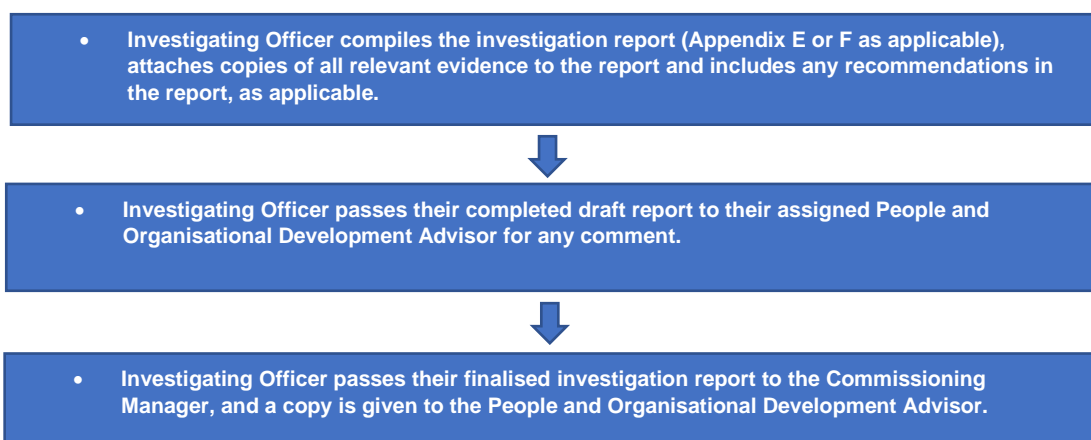 • Investigating Officer compiles the investigation report (Appendix E or F as applicable),
attaches copies of all relevant evidence to the report and includes any recommendations in
the report, as applicable.
• Investigating Officer passes their completed draft report to their assigned People and
Organisational Development Advisor for any comment.
• Investigating Officer passes their finalised investigation report to the Commissioning
Manager, and a copy is given to the People and Organisational Development Advisor.